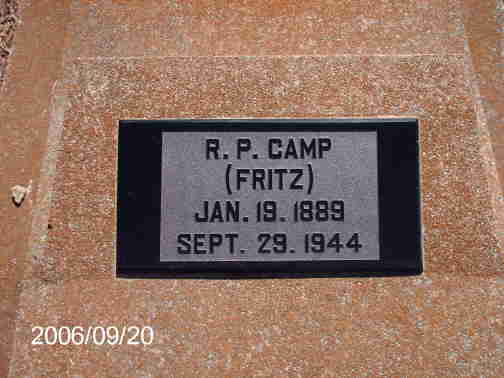 R. P. CAMP
(FRITZ)
JAN. 19. 1889
SEPT. 29. 1944
2006/09/20